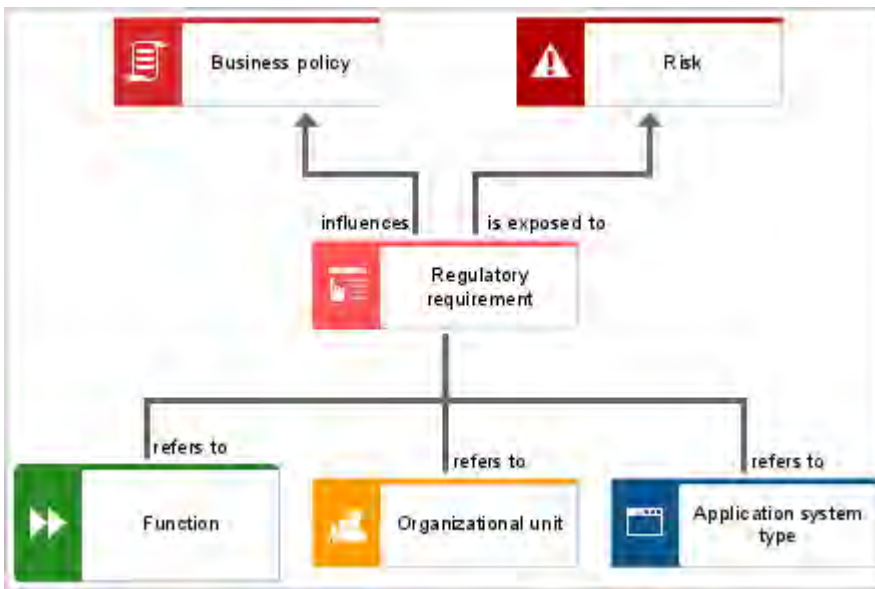 Business policy
Risk
influences
is exposed to
Regulatory
requirement
refers to
refers to
refers to
Function
Organizational unit
Application system
type